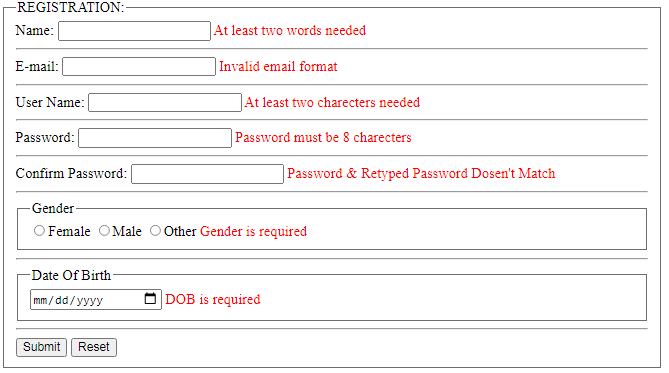 REGISTRATION:
Name: At least two words needed
E-mail: Invalid email format
User Name: At least two charecters needed
Password: Password must be 8 charecters
Confirm Password: Password & Retyped Password Dosen't Match
Gender
Female Male Other Gender is required
Date Of Birth
mm/dd/yyyy DOB is required
Submit Reset